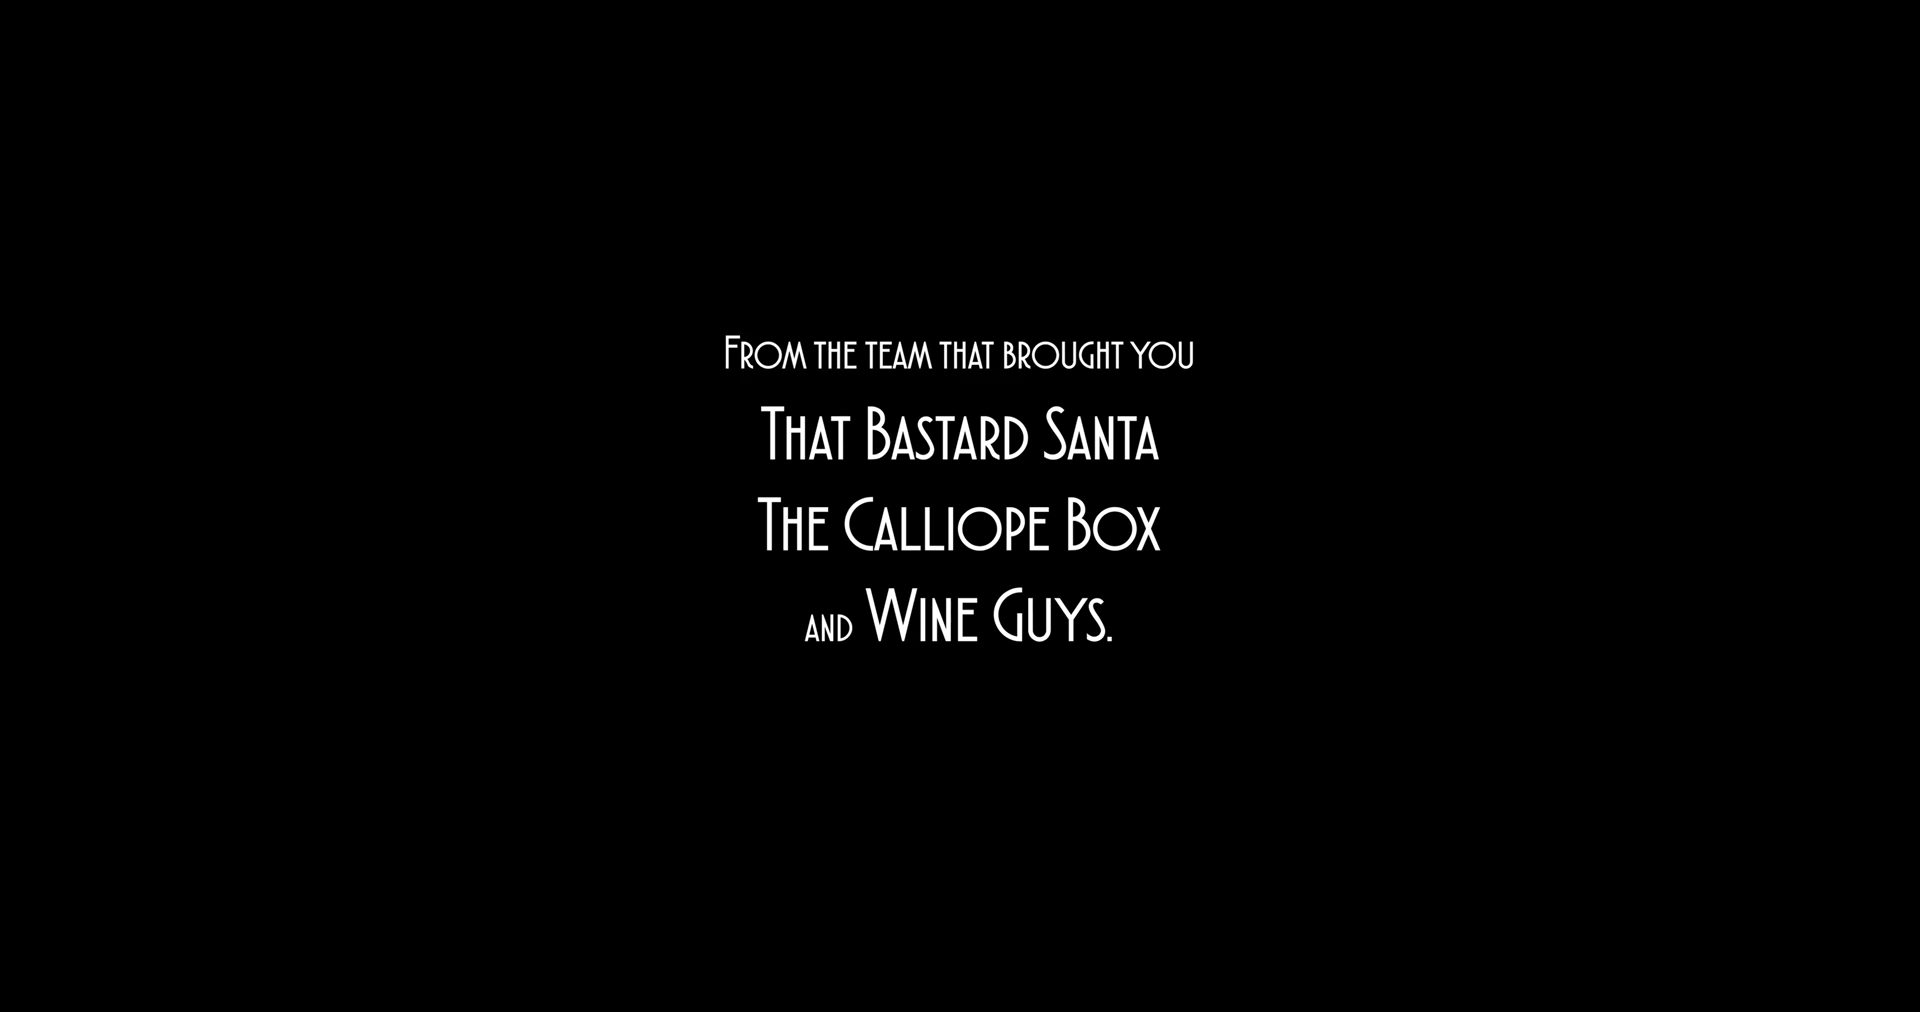 From the team that brought you
That Bastard Santa
The Calliope Box
and Wine Guys.